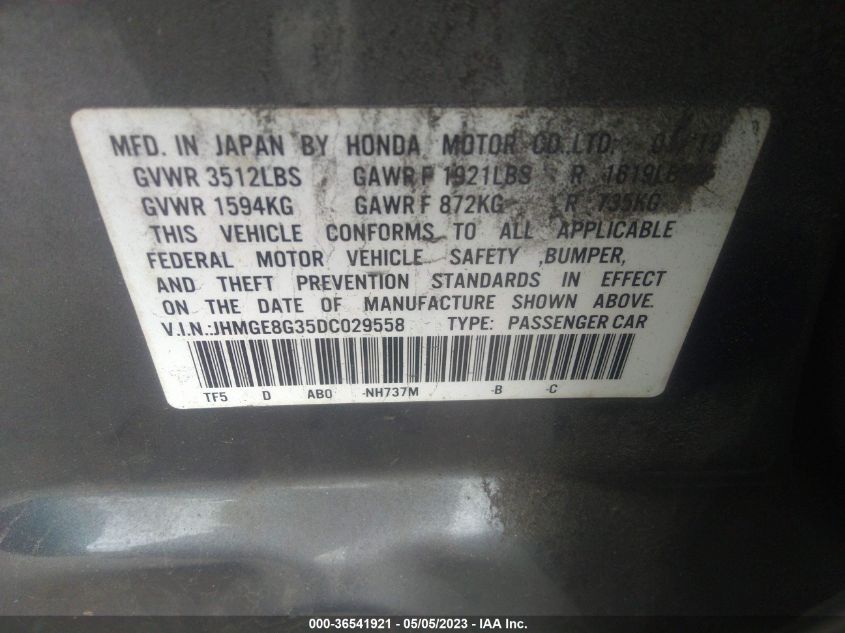 MFD. IN JAPAN BY HONDA MOTOR CO.,LTD.
GVWR 3512LBS GAWR F 1921LBS R 1619LBS
GVWR 1594KG GAWR F 872KG R 735KG
THIS VEHICLE CONFORMS TO ALL APPLICABLE
FEDERAL MOTOR VEHICLE SAFETY ,BUMPER,
AND THEFT PREVENTION STANDARDS IN EFFECT
ON THE DATE OF MANUFACTURE SHOWN ABOVE.
V.I.N.:JHMGE8G35DC029558 TYPE: PASSENGER CAR
TF5 D AB0 -NH737M -B -C
000-36541921 - 05/05/2023 - IAA Inc.